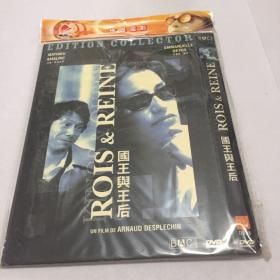 EDITION COLLECTOR
MATHIEU
AMALRIC
EMMANUELLE
DEVOS
ROIS & REINE
國王與王后
UN FILM DE ARNAUD DESPLECHIN
BMC
DVD
ROIS & REINE
國王與王后